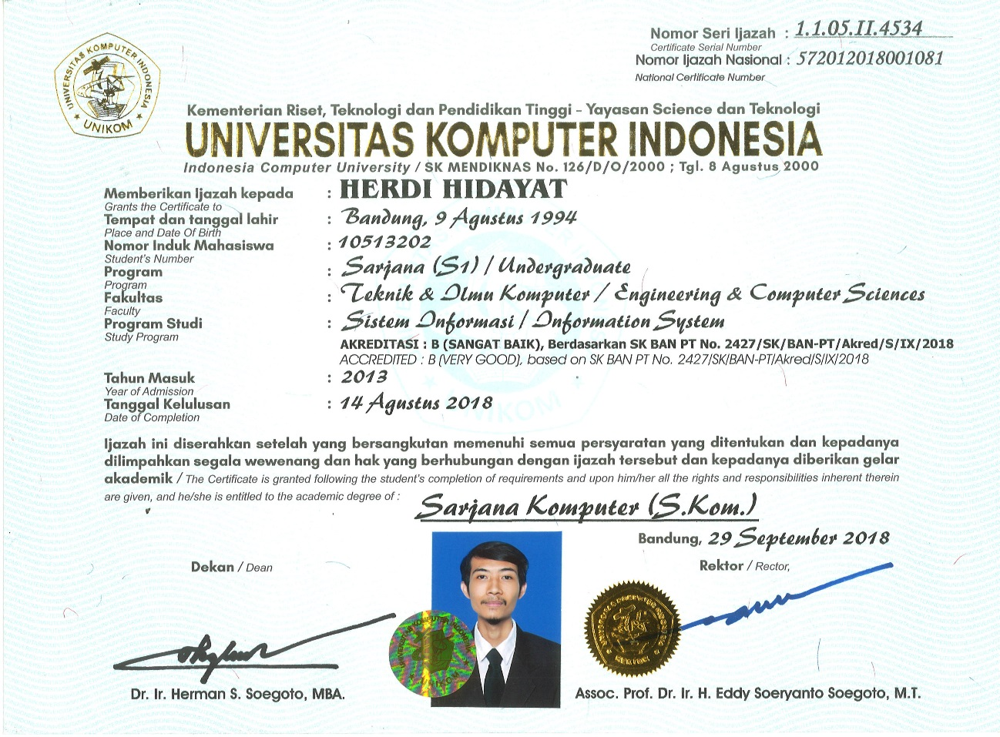 Nomor Seri Ijazah : 1.1.05.II.4534
Certificate Serial Number
Nomor Ijazah Nasional : 572012018001081
National Certificate Number
UNIVERSITAS KOMPUTER INDONESIA
UNIKOM
Kementerian Riset, Teknologi dan Pendidikan Tinggi - Yayasan Science dan Teknologi
UNIVERSITAS KOMPUTER INDONESIA
Indonesia Computer University / SK MENDIKNAS No. 126/D/O/2000 ; Tgl. 8 Agustus 2000
Memberikan Ijazah kepada : HERDI HIDAYAT
Grants the Certificate to
Tempat dan tanggal lahir : Bandung, 9 Agustus 1994
Place and Date Of Birth
Nomor Induk Mahasiswa : 10513202
Student's Number
Program : Sarjana (S1) / Undergraduate
Program
Fakultas : Teknik & Ilmu Komputer / Engineering & Computer Sciences
Faculty
Program Studi : Sistem Informasi / Information System
Study Program
AKREDITASI : B (SANGAT BAIK), Berdasarkan SK BAN PT No. 2427/SK/BAN-PT/Akred/S/IX/2018
ACCREDITED : B (VERY GOOD), based on SK BAN PT No. 2427/SK/BAN-PT/Akred/S/IX/2018
Tahun Masuk : 2013
Year of Admission
Tanggal Kelulusan : 14 Agustus 2018
Date of Completion
UNIKOM
Ijazah ini diserahkan setelah yang bersangkutan memenuhi semua persyaratan yang ditentukan dan kepadanya
dilimpahkan segala wewenang dan hak yang berhubungan dengan ijazah tersebut dan kepadanya diberikan gelar
akademik / The Certificate is granted following the student's completion of requirements and upon him/her all the rights and responsibilities inherent therein
are given, and he/she is entitled to the academic degree of :
Sarjana Komputer (S.Kom.)
Bandung, 29 September 2018
Dekan / Dean
Rektor / Rector,
UNIKOM
Dr. Ir. Herman S. Soegoto, MBA.
Assoc. Prof. Dr. Ir. H. Eddy Soeryanto Soegoto, M.T.